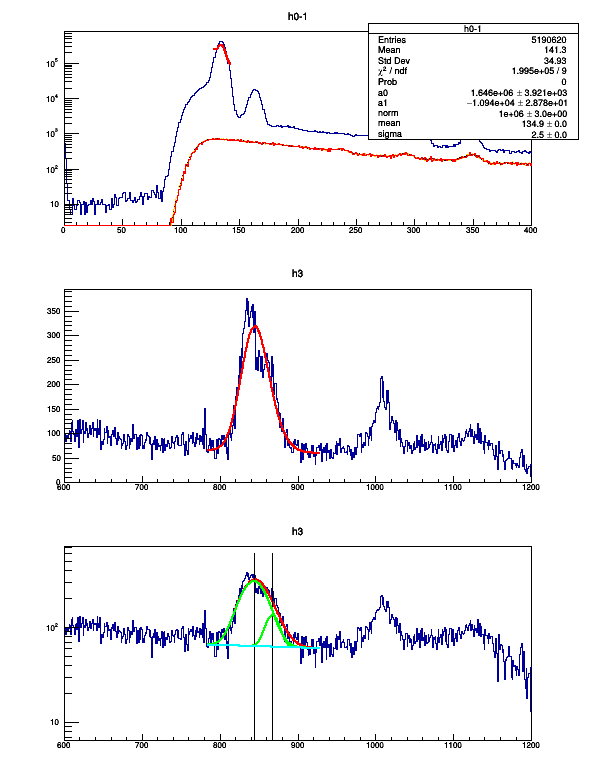 h0-1
h0-1
Entries 5190620
Mean 141.3
Std Dev 34.93
χ² / ndf 1.995e+05 / 9
Prob 0
a0 1.646e+06 ± 3.921e+03
a1 −1.094e+04 ± 2.878e+01
norm 1e+06 ± 3.0e+00
mean 134.9 ± 0.0
sigma 2.5 ± 0.0
10⁵
10⁴
10³
10²
10
0 50 100 150 200 250 300 350 400
h3
350
300
250
200
150
100
50
0
600 700 800 900 1000 1100 1200
h3
10²
10
600 700 800 900 1000 1100 1200